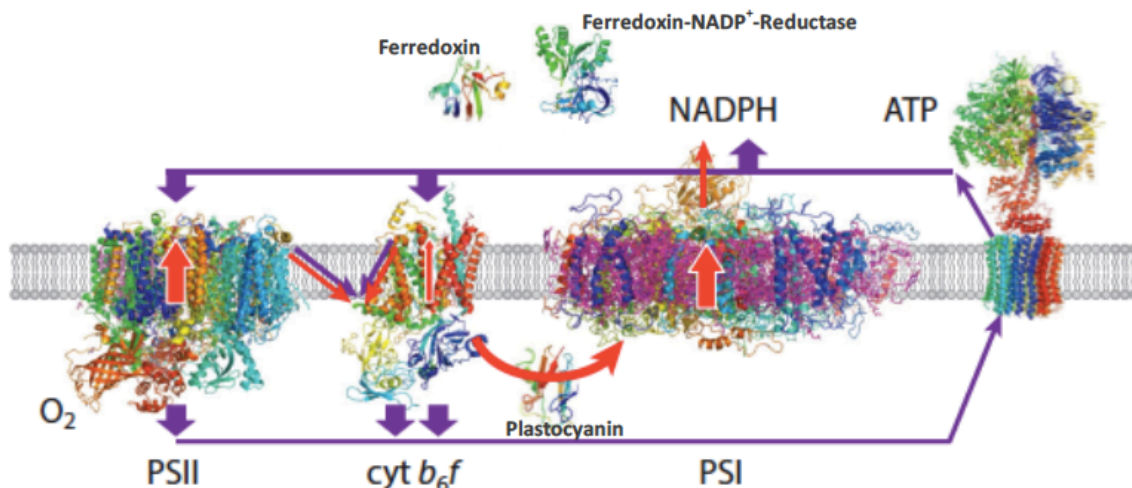 Ferredoxin-NADP⁺-Reductase
Ferredoxin
NADPH
ATP
O₂
Plastocyanin
PSII
cyt b₆f
PSI